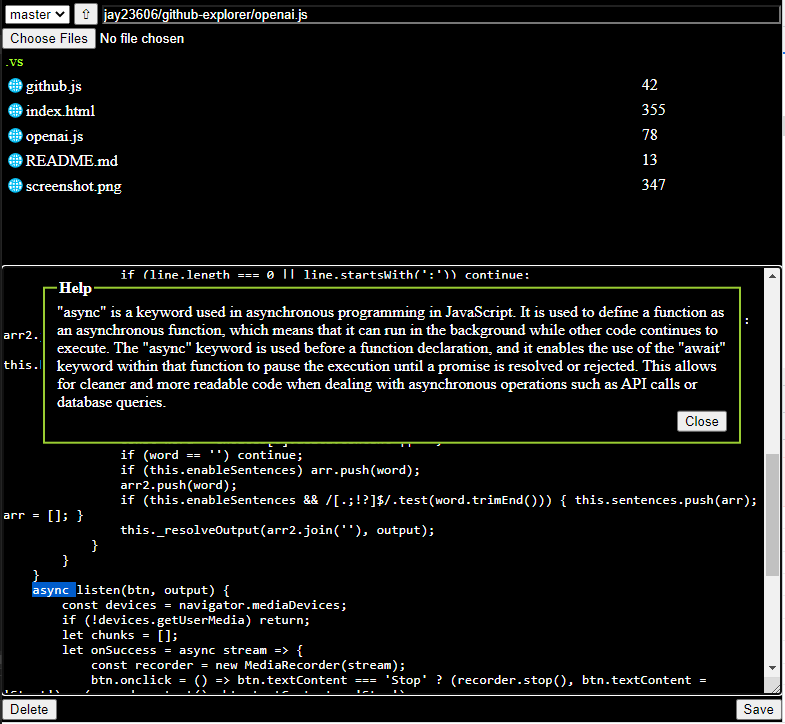 master ⇧ jay23606/github-explorer/openai.js
Choose Files No file chosen
.vs
github.js 42
index.html 355
openai.js 78
README.md 13
screenshot.png 347
if (line.length === 0 || line.startsWith(':')) continue;
Help
"async" is a keyword used in asynchronous programming in JavaScript. It is used to define a function as
an asynchronous function, which means that it can run in the background while other code continues to
execute. The "async" keyword is used before a function declaration, and it enables the use of the "await"
keyword within that function to pause the execution until a promise is resolved or rejected. This allows
for cleaner and more readable code when dealing with asynchronous operations such as API calls or
database queries.
Close
arr2.
this.
if (word == '') continue;
if (this.enableSentences) arr.push(word);
arr2.push(word);
if (this.enableSentences && /[.;!?]$/.test(word.trimEnd())) { this.sentences.push(arr);
arr = []; }
this._resolveOutput(arr2.join(''), output);
}
}
}
async listen(btn, output) {
const devices = navigator.mediaDevices;
if (!devices.getUserMedia) return;
let chunks = [];
let onSuccess = async stream => {
const recorder = new MediaRecorder(stream);
btn.onclick = () => btn.textContent === 'Stop' ? (recorder.stop(), btn.textContent =
Delete Save